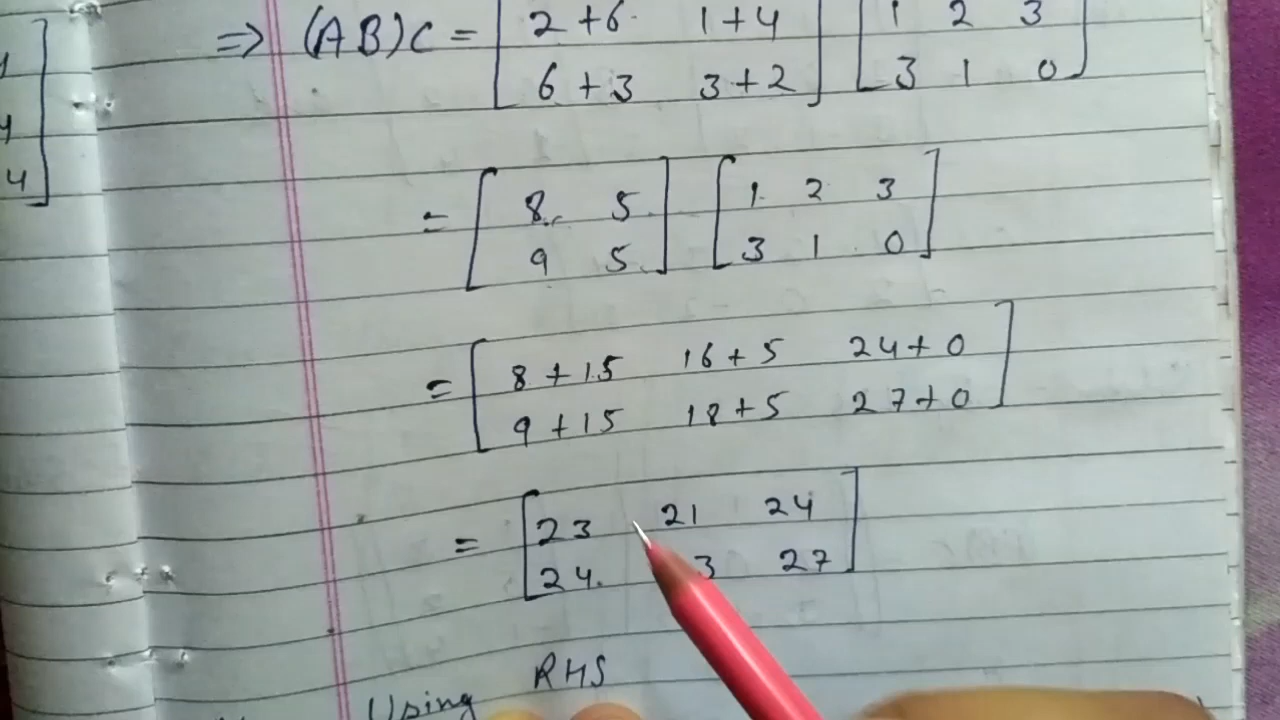 4
4
⇒ (AB)C = [ 2+6 1+4 ] [ 1 2 3 ]
[ 6+3 3+2 ] [ 3 1 0 ]
= [ 8 5 ] [ 1 2 3 ]
[ 9 5 ] [ 3 1 0 ]
= [ 8+15 16+5 24+0 ]
[ 9+15 18+5 27+0 ]
= [ 23 21 24 ]
[ 24 3 27 ]
RHS
Using